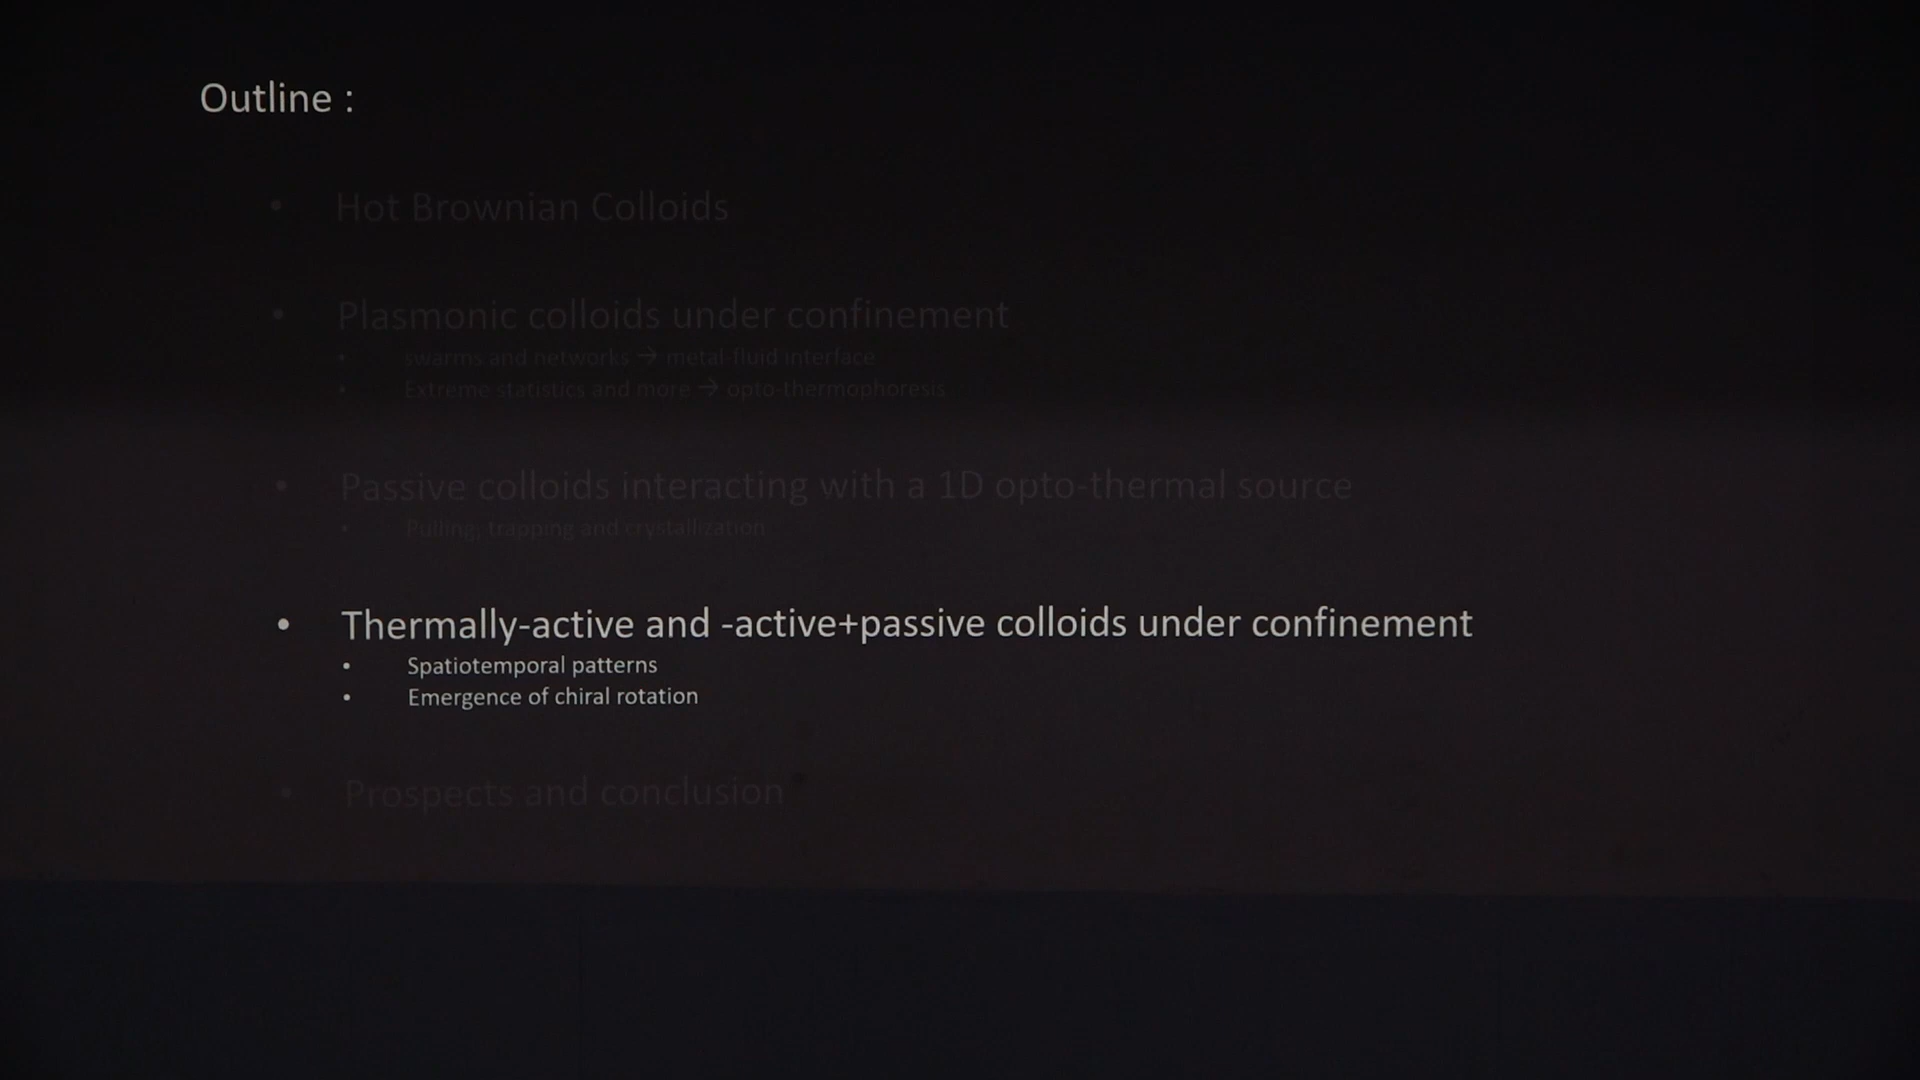 Outline :
• Hot Brownian Colloids
• Plasmonic colloids under confinement
• swarms and networks → metal-fluid interface
• Extreme statistics and more → opto-thermophoresis
• Passive colloids interacting with a 1D opto-thermal source
• Pulling, trapping and crystallization
• Thermally-active and -active+passive colloids under confinement
• Spatiotemporal patterns
• Emergence of chiral rotation
• Prospects and conclusion